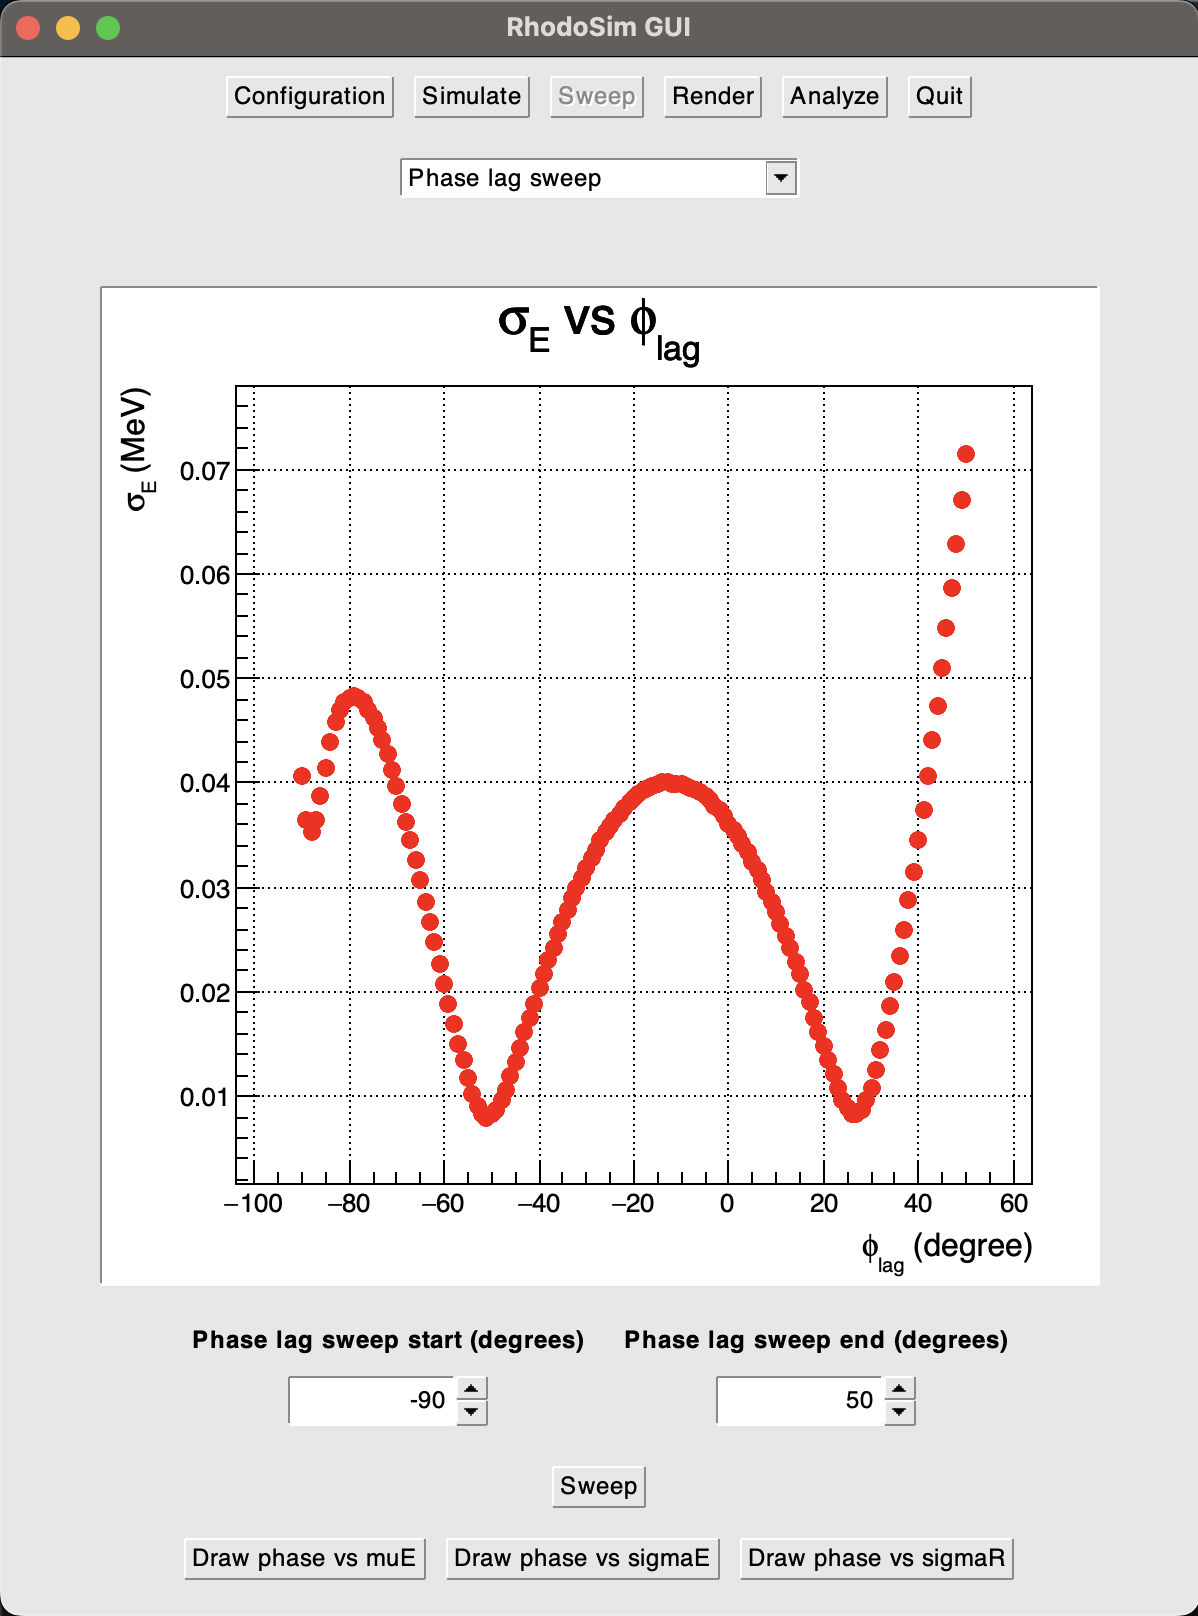 RhodoSim GUI
Configuration Simulate Sweep Render Analyze Quit
Phase lag sweep
σE vs ϕlag
σE (MeV)
0.07
0.06
0.05
0.04
0.03
0.02
0.01
−100 −80 −60 −40 −20 0 20 40 60
ϕlag (degree)
Phase lag sweep start (degrees) Phase lag sweep end (degrees)
-90 50
Sweep
Draw phase vs muE Draw phase vs sigmaE Draw phase vs sigmaR